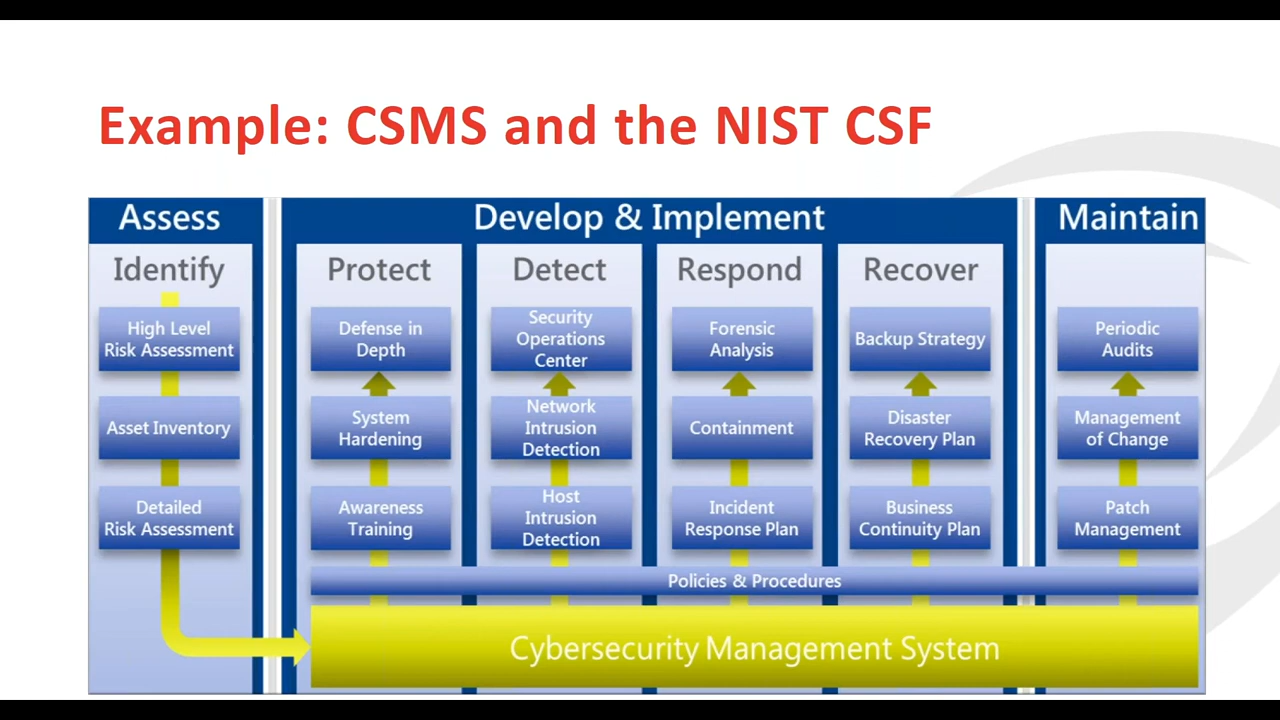 Example: CSMS and the NIST CSF
Assess
Develop & Implement
Maintain
Identify
Protect
Detect
Respond
Recover
High Level
Risk Assessment
Defense in
Depth
Security
Operations
Center
Forensic
Analysis
Backup Strategy
Periodic
Audits
Asset Inventory
System
Hardening
Network
Intrusion
Detection
Containment
Disaster
Recovery Plan
Management
of Change
Detailed
Risk Assessment
Awareness
Training
Host
Intrusion
Detection
Incident
Response Plan
Business
Continuity Plan
Patch
Management
Policies & Procedures
Cybersecurity Management System